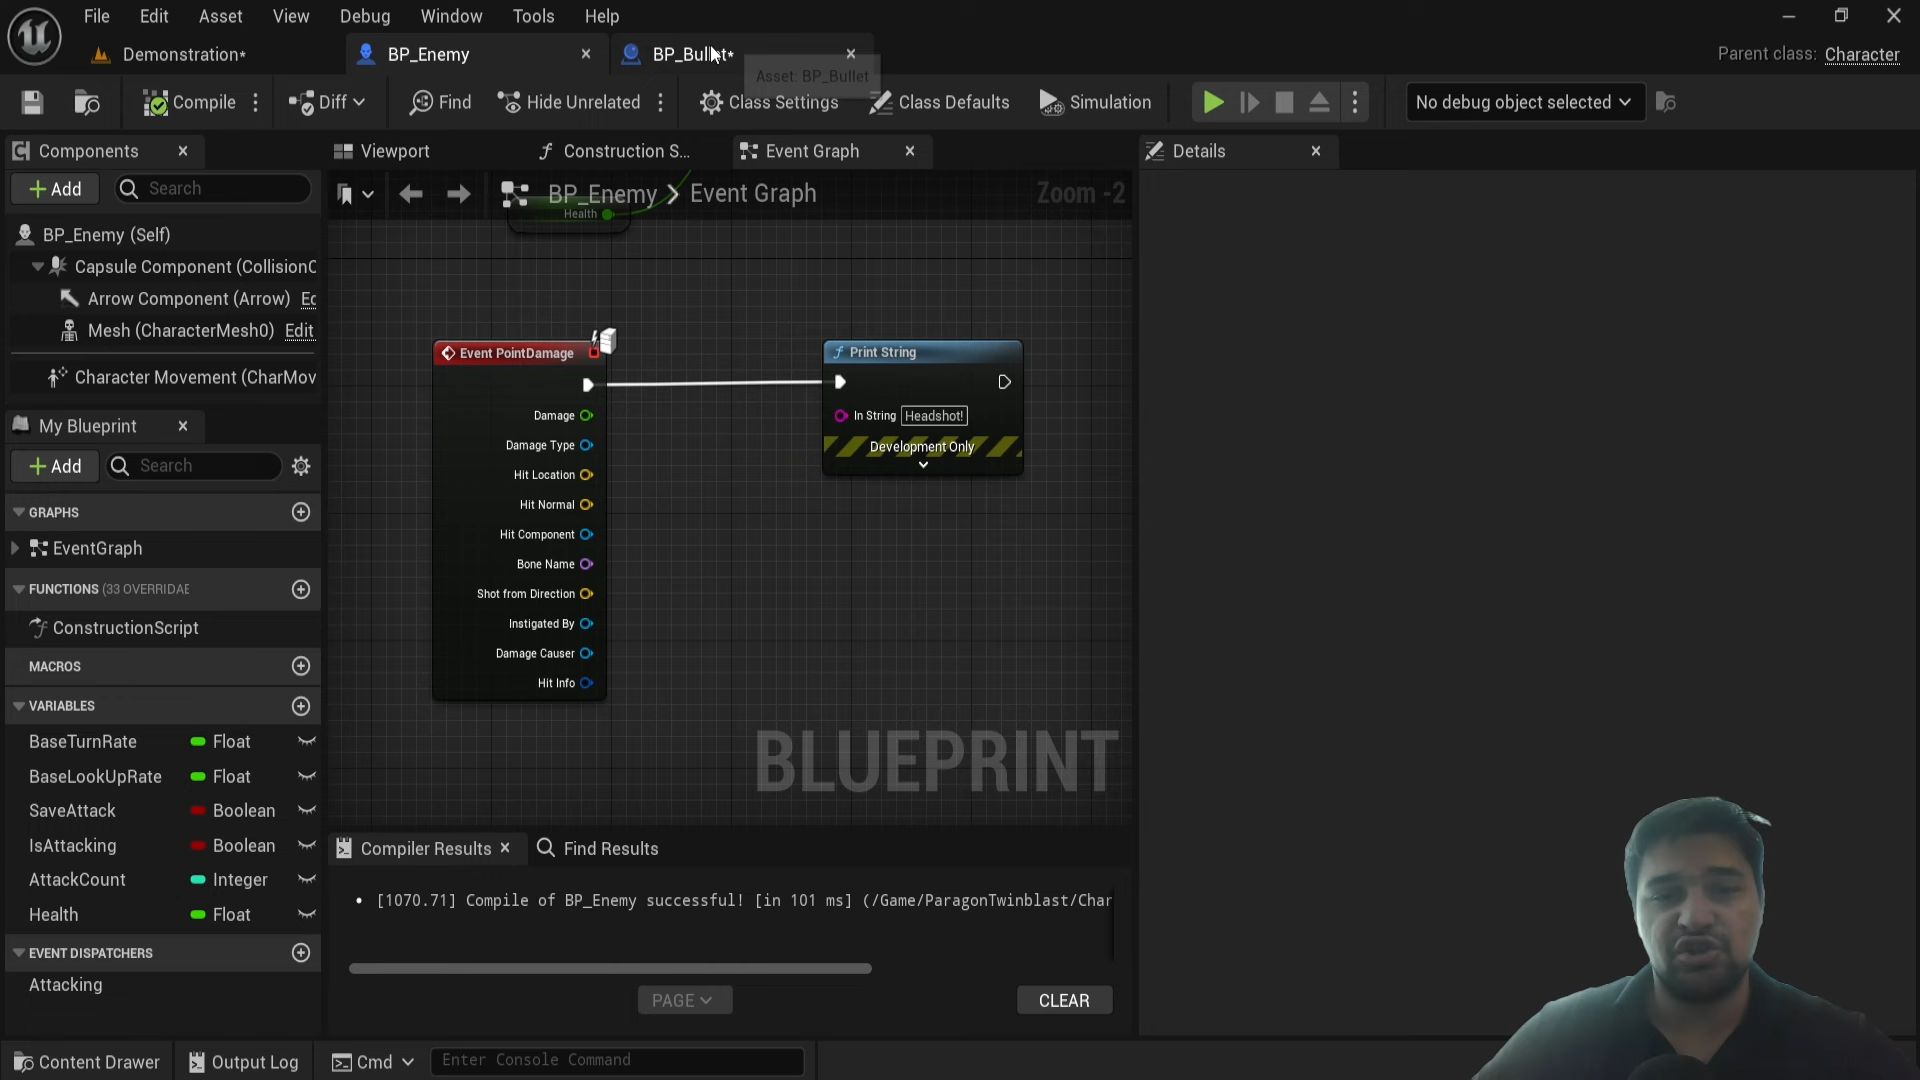 File Edit Asset View Debug Window Tools Help
Demonstration*
BP_Enemy
BP_Bullet*
Parent class: Character
Asset: BP_Bullet
Compile
Diff
Find
Hide Unrelated
Class Settings
Class Defaults
Simulation
No debug object selected
Components
Viewport
Construction S...
Event Graph
Details
Add
Search
BP_Enemy > Event Graph
Zoom -2
BP_Enemy (Self)
Capsule Component (CollisionC
Arrow Component (Arrow) Ed
Mesh (CharacterMesh0) Edit
Character Movement (CharMov
My Blueprint
Add
Search
GRAPHS
EventGraph
FUNCTIONS (33 OVERRIDAE
ConstructionScript
MACROS
VARIABLES
BaseTurnRate Float
BaseLookUpRate Float
SaveAttack Boolean
IsAttacking Boolean
AttackCount Integer
Health Float
EVENT DISPATCHERS
Attacking
Health
Event PointDamage
Damage
Damage Type
Hit Location
Hit Normal
Hit Component
Bone Name
Shot from Direction
Instigated By
Damage Causer
Hit Info
Print String
In String Headshot!
Development Only
BLUEPRINT
Compiler Results
Find Results
[1070.71] Compile of BP_Enemy successful! [in 101 ms] (/Game/ParagonTwinblast/Char
PAGE
CLEAR
Content Drawer
Output Log
Cmd
Enter Console Command